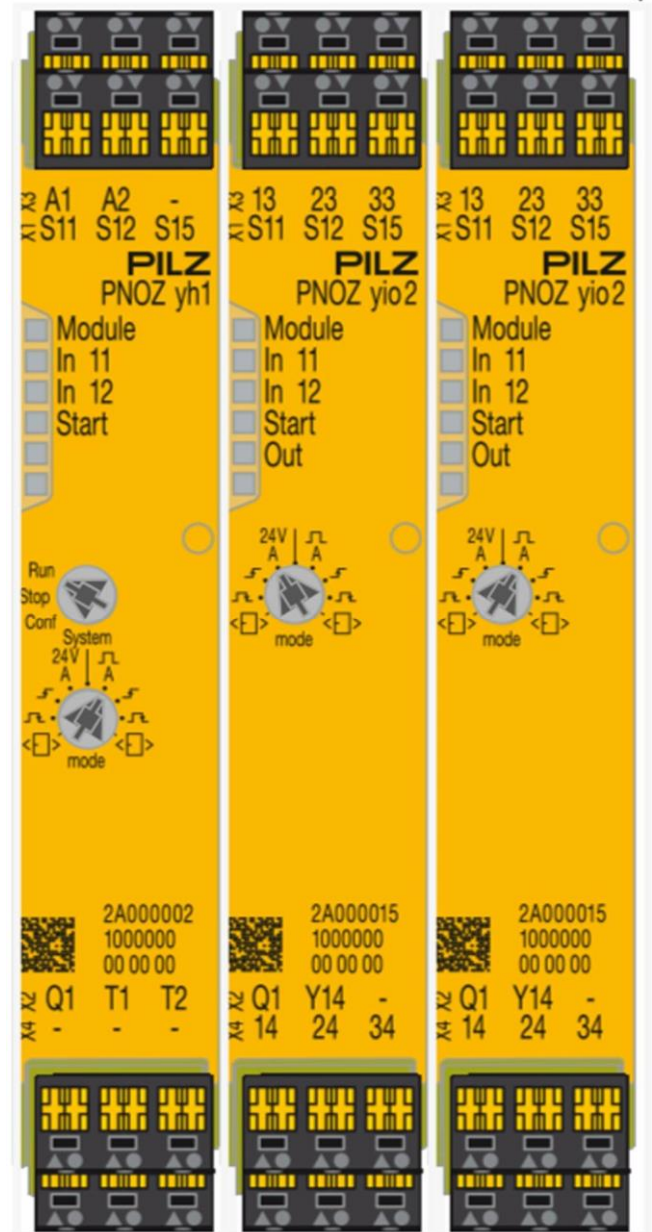 X3 A1 A2 -
X1 S11 S12 S15
PILZ
PNOZ yh1
Module
In 11
In 12
Start
Run
Stop
Conf
System
24V
A A
mode
2A000002
1000000
00 00 00
X2 Q1 T1 T2
X4 - - -
X3 13 23 33
X1 S11 S12 S15
PILZ
PNOZ yio2
Module
In 11
In 12
Start
Out
24V
A A
mode
2A000015
1000000
00 00 00
X2 Q1 Y14 -
X4 14 24 34
X3 13 23 33
X1 S11 S12 S15
PILZ
PNOZ yio2
Module
In 11
In 12
Start
Out
24V
A A
mode
2A000015
1000000
00 00 00
X2 Q1 Y14 -
X4 14 24 34